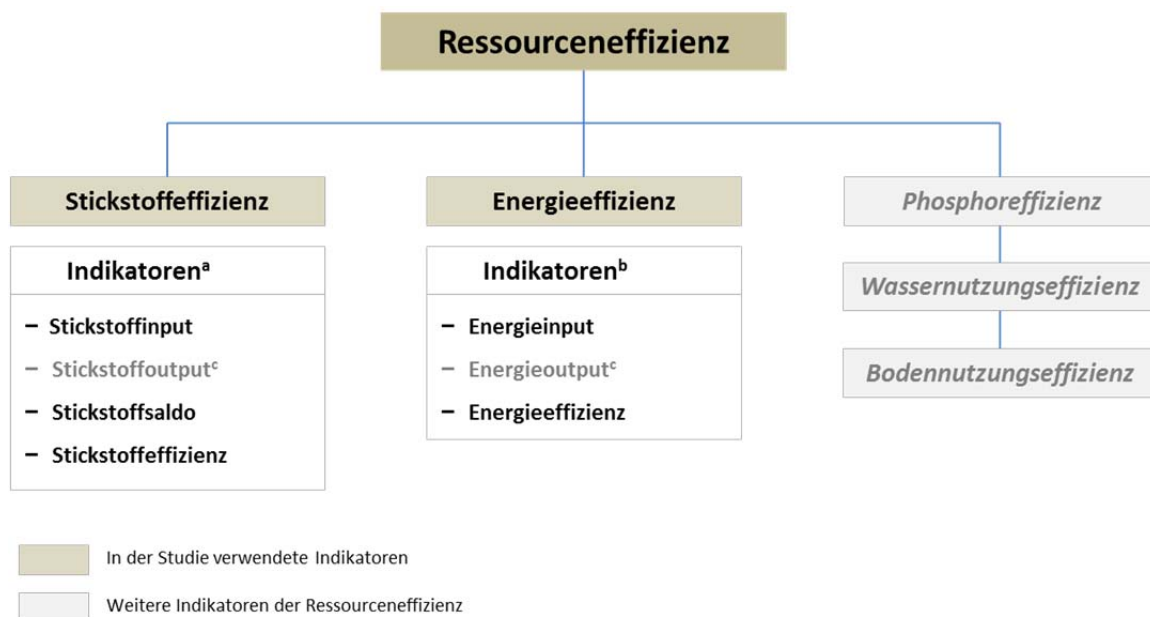 Ressourceneffizienz
Stickstoffeffizienz
Indikatorenᵃ
– Stickstoffinput
– Stickstoffoutputᶜ
– Stickstoffsaldo
– Stickstoffeffizienz
Energieeffizienz
Indikatorenᵇ
– Energieinput
– Energieoutputᶜ
– Energieeffizienz
Phosphoreffizienz
Wassernutzungseffizienz
Bodennutzungseffizienz
In der Studie verwendete Indikatoren
Weitere Indikatoren der Ressourceneffizienz